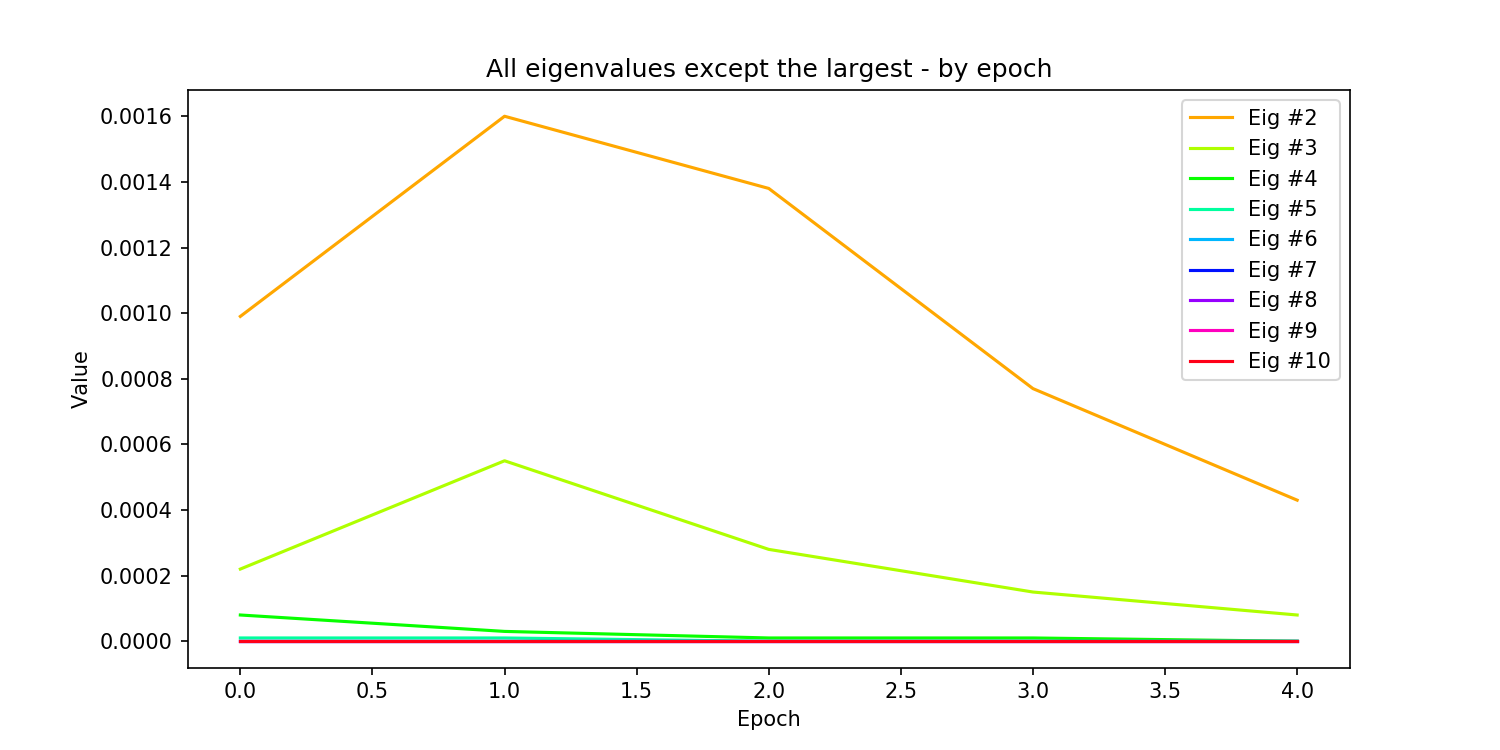 All eigenvalues except the largest - by epoch
0.0016
0.0014
0.0012
0.0010
0.0008
0.0006
0.0004
0.0002
0.0000
Value
0.0
0.5
1.0
1.5
2.0
2.5
3.0
3.5
4.0
Epoch
Eig #2
Eig #3
Eig #4
Eig #5
Eig #6
Eig #7
Eig #8
Eig #9
Eig #10